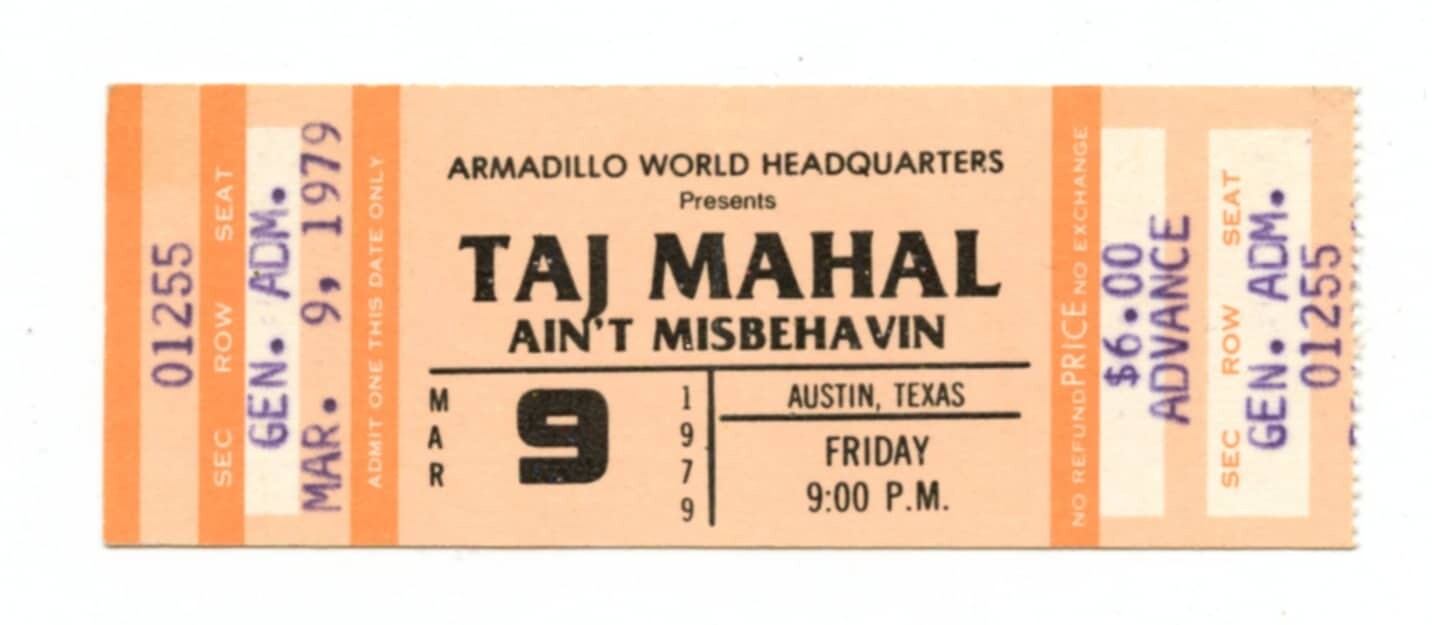 01255
SEC ROW SEAT
GEN. ADM.
MAR. 9, 1979
ADMIT ONE THIS DATE ONLY
ARMADILLO WORLD HEADQUARTERS
Presents
TAJ MAHAL
AIN'T MISBEHAVIN
MAR
9
1979
AUSTIN, TEXAS
FRIDAY
9:00 P.M.
NO REFUND PRICE NO EXCHANGE
$6.00
ADVANCE
SEC ROW SEAT
GEN. ADM.
01255